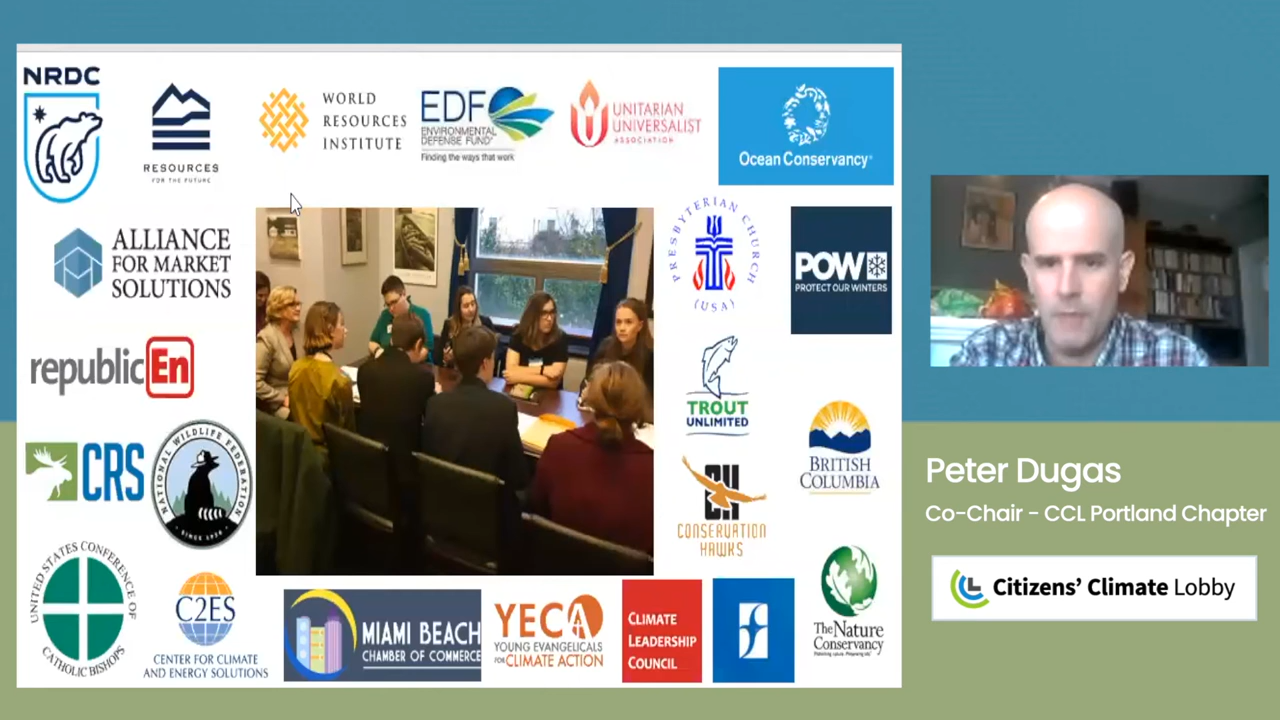 NRDC
RESOURCES
FOR THE FUTURE
WORLD
RESOURCES
INSTITUTE
EDF
ENVIRONMENTAL
DEFENSE FUND
Finding the ways that work
UNITARIAN
UNIVERSALIST
ASSOCIATION
Ocean Conservancy
ALLIANCE
FOR MARKET
SOLUTIONS
PRESBYTERIAN CHURCH
(USA)
POW
PROTECT OUR WINTERS
republicEn
TROUT
UNLIMITED
CRS
NATIONAL WILDLIFE FEDERATION
SINCE 1936
BRITISH
COLUMBIA
CH
CONSERVATION
HAWKS
UNITED STATES CONFERENCE OF
CATHOLIC BISHOPS
C2ES
CENTER FOR CLIMATE
AND ENERGY SOLUTIONS
MIAMI BEACH
CHAMBER OF COMMERCE
YECA
YOUNG EVANGELICALS
FOR CLIMATE ACTION
CLIMATE
LEADERSHIP
COUNCIL
The Nature
Conservancy
Peter Dugas
Co-Chair - CCL Portland Chapter
Citizens' Climate Lobby